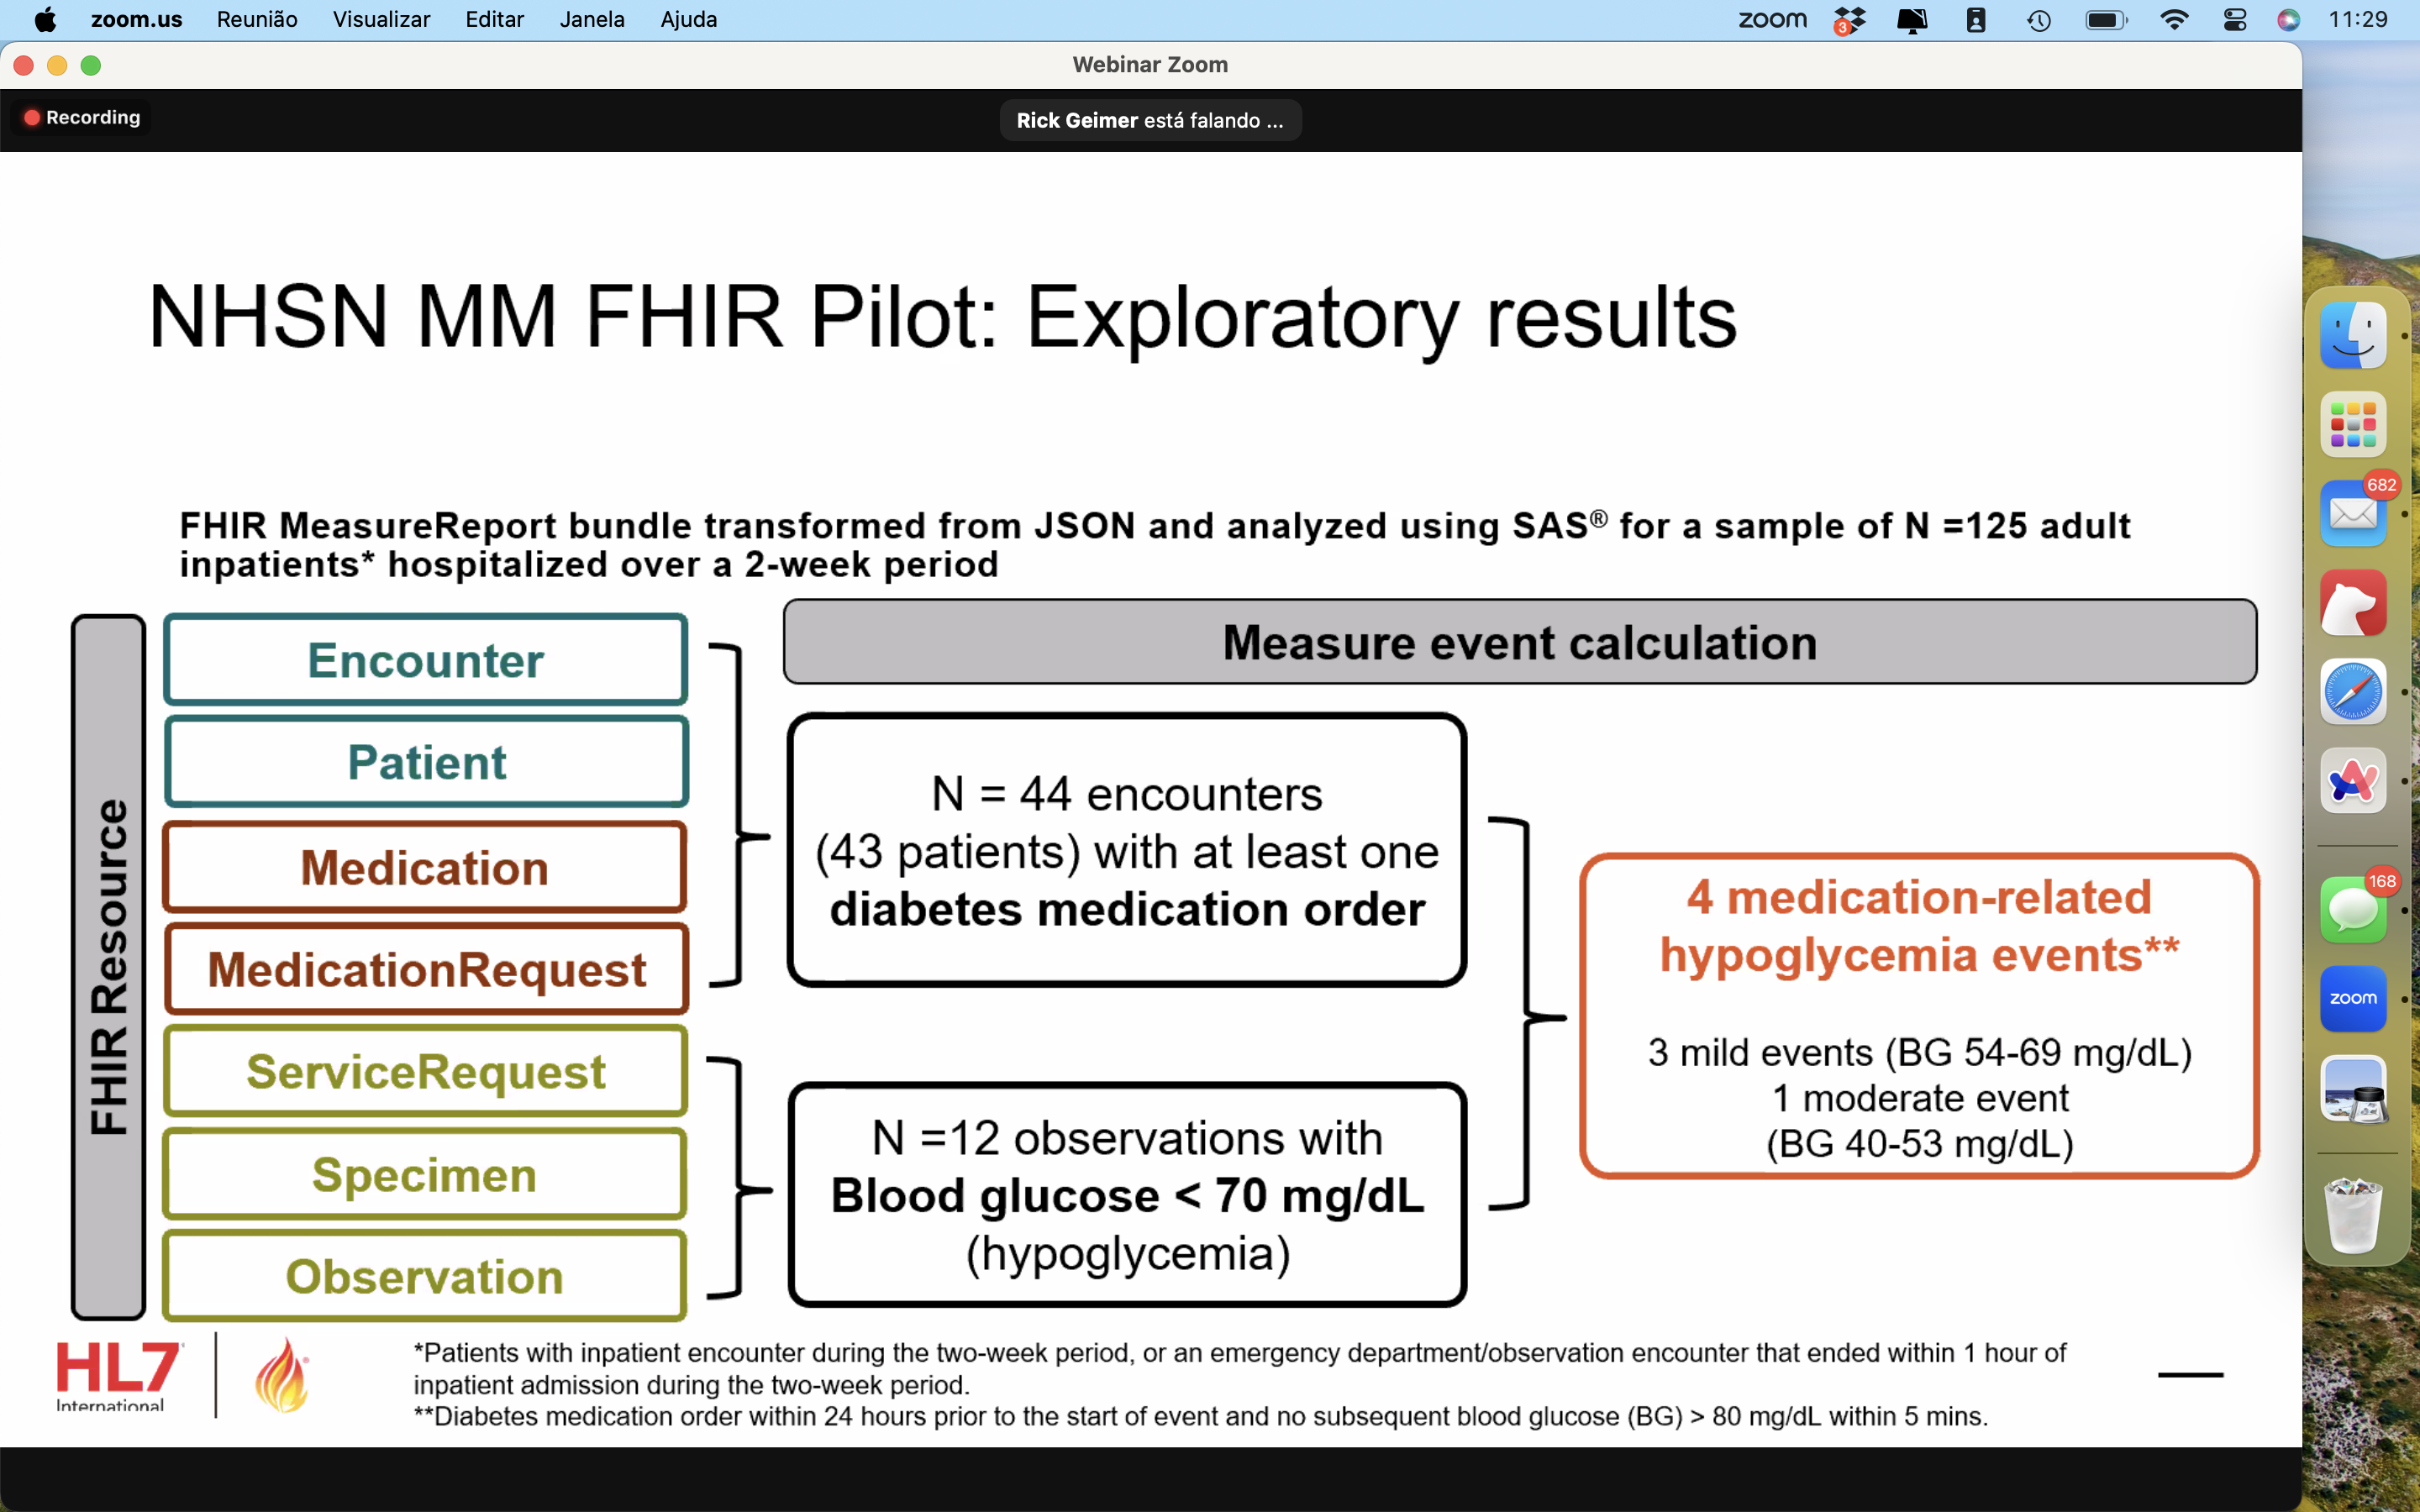 zoom.us Reunião Visualizar Editar Janela Ajuda
zoom 3 11:29
Webinar Zoom
Recording
Rick Geimer está falando ...
NHSN MM FHIR Pilot: Exploratory results
FHIR MeasureReport bundle transformed from JSON and analyzed using SAS® for a sample of N =125 adult
inpatients* hospitalized over a 2-week period
FHIR Resource
Encounter
Patient
Medication
MedicationRequest
ServiceRequest
Specimen
Observation
Measure event calculation
N = 44 encounters
(43 patients) with at least one
diabetes medication order
N =12 observations with
Blood glucose < 70 mg/dL
(hypoglycemia)
4 medication-related
hypoglycemia events**
3 mild events (BG 54-69 mg/dL)
1 moderate event
(BG 40-53 mg/dL)
HL7
International
*Patients with inpatient encounter during the two-week period, or an emergency department/observation encounter that ended within 1 hour of
inpatient admission during the two-week period.
**Diabetes medication order within 24 hours prior to the start of event and no subsequent blood glucose (BG) > 80 mg/dL within 5 mins.
682
168
zoom